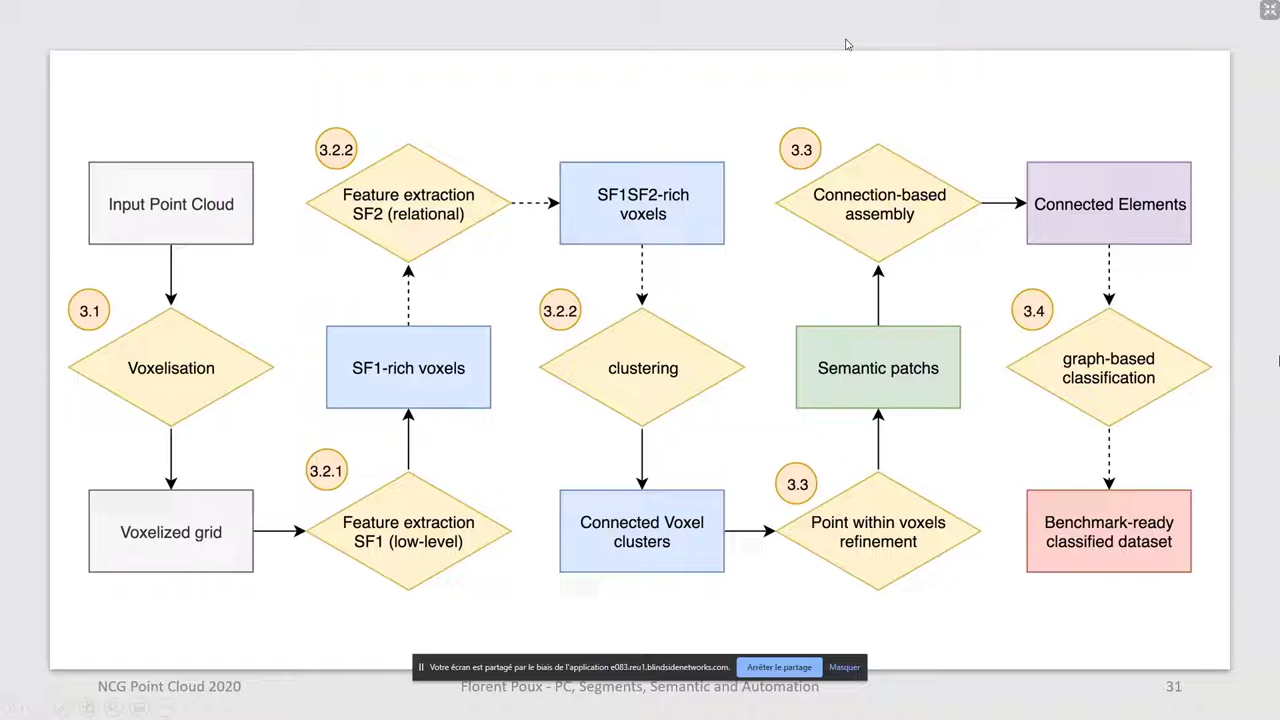 3.2.2
3.3
Input Point Cloud
Feature extraction
SF2 (relational)
SF1SF2-rich
voxels
Connection-based
assembly
Connected Elements
3.1
3.2.2
3.4
Voxelisation
SF1-rich voxels
clustering
Semantic patchs
graph-based
classification
3.2.1
3.3
Voxelized grid
Feature extraction
SF1 (low-level)
Connected Voxel
clusters
Point within voxels
refinement
Benchmark-ready
classified dataset
Votre écran est partagé par le biais de l'application e083.reu1.blindsidenetworks.com.
Arrêter le partage
Masquer
NCG Point Cloud 2020
Florent Poux - PC, Segments, Semantic and Automation
31